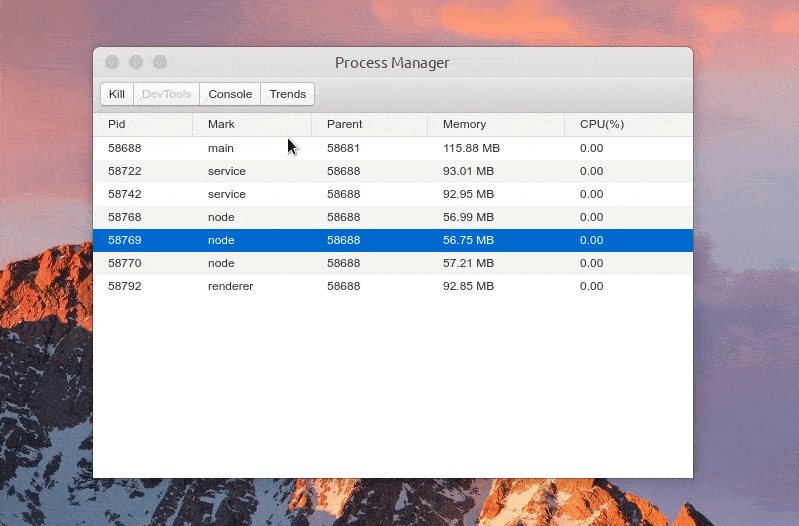 Process Manager
Kill DevTools Console Trends
Pid Mark Parent Memory CPU(%)
58688 main 58681 115.88 MB 0.00
58722 service 58688 93.01 MB 0.00
58742 service 58688 92.95 MB 0.00
58768 node 58688 56.99 MB 0.00
58769 node 58688 56.75 MB 0.00
58770 node 58688 57.21 MB 0.00
58792 renderer 58688 92.85 MB 0.00